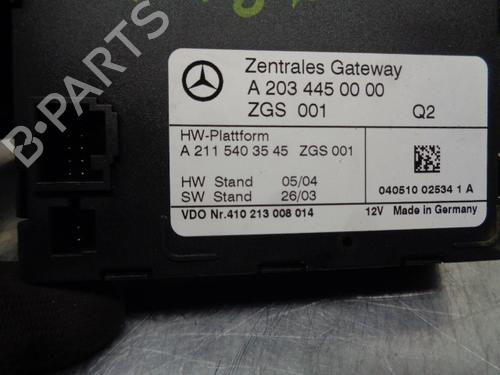 Zentrales Gateway
A 203 445 00 00
ZGS 001 Q2
HW-Plattform
A 211 540 35 45 ZGS 001
HW Stand 05/04
SW Stand 26/03
040510 02534 1 A
VDO Nr.410 213 008 014 12V Made in Germany
B-PARTS